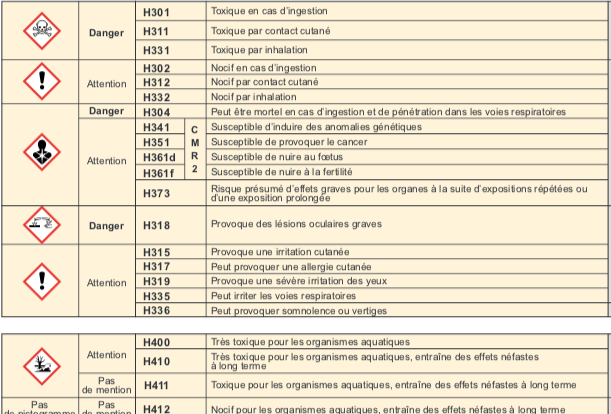 Danger
H301 Toxique en cas d'ingestion
H311 Toxique par contact cutané
H331 Toxique par inhalation
Attention
H302 Nocif en cas d'ingestion
H312 Nocif par contact cutané
H332 Nocif par inhalation
Danger H304 Peut être mortel en cas d'ingestion et de pénétration dans les voies respiratoires
Attention
CMR2
H341 Susceptible d'induire des anomalies génétiques
H351 Susceptible de provoquer le cancer
H361d Susceptible de nuire au fœtus
H361f Susceptible de nuire à la fertilité
H373 Risque présumé d'effets graves pour les organes à la suite d'expositions répétées ou
d'une exposition prolongée
Danger H318 Provoque des lésions oculaires graves
Attention
H315 Provoque une irritation cutanée
H317 Peut provoquer une allergie cutanée
H319 Provoque une sévère irritation des yeux
H335 Peut irriter les voies respiratoires
H336 Peut provoquer somnolence ou vertiges
Attention
H400 Très toxique pour les organismes aquatiques
H410 Très toxique pour les organismes aquatiques, entraîne des effets néfastes
à long terme
Pas
de mention
H411 Toxique pour les organismes aquatiques, entraîne des effets néfastes à long terme
Pas
de pictogramme
Pas
de mention
H412 Nocif pour les organismes aquatiques, entraîne des effets néfastes à long terme